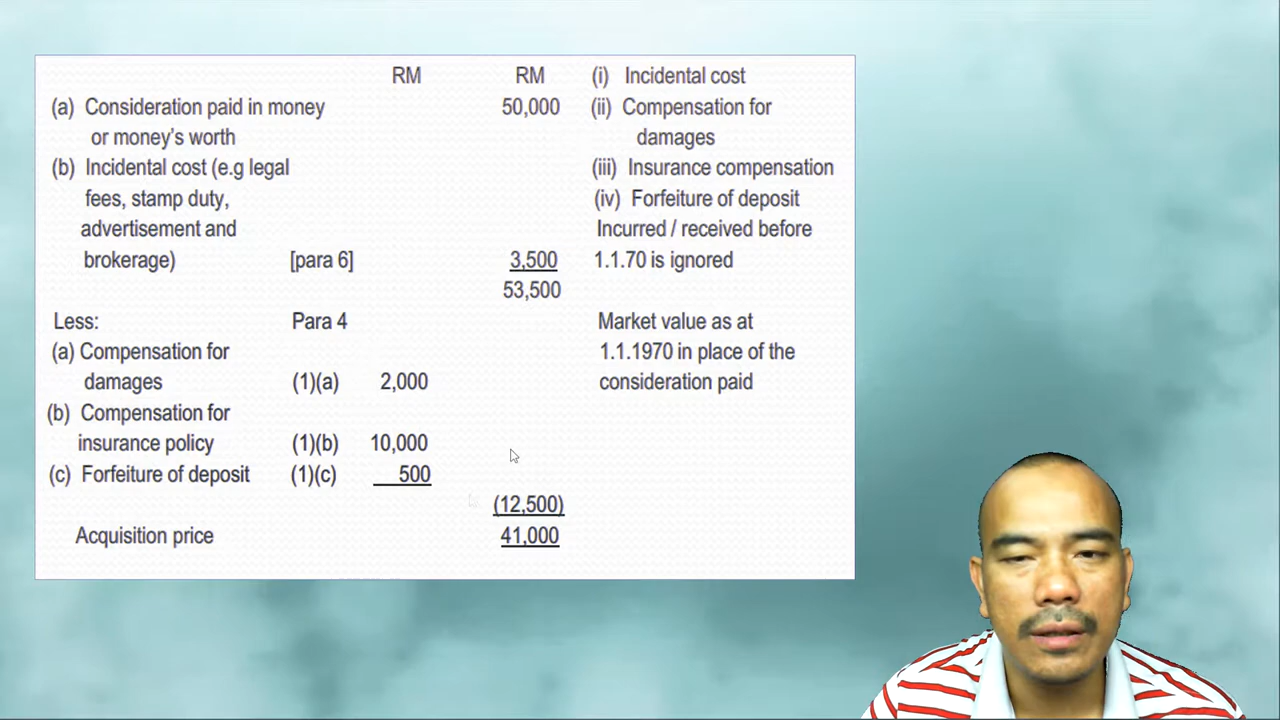 RM RM (i) Incidental cost
(a) Consideration paid in money 50,000 (ii) Compensation for
or money's worth damages
(b) Incidental cost (e.g legal (iii) Insurance compensation
fees, stamp duty, (iv) Forfeiture of deposit
advertisement and Incurred / received before
brokerage) [para 6] 3,500 1.1.70 is ignored
53,500
Less: Para 4 Market value as at
(a) Compensation for 1.1.1970 in place of the
damages (1)(a) 2,000 consideration paid
(b) Compensation for
insurance policy (1)(b) 10,000
(c) Forfeiture of deposit (1)(c) 500
(12,500)
Acquisition price 41,000